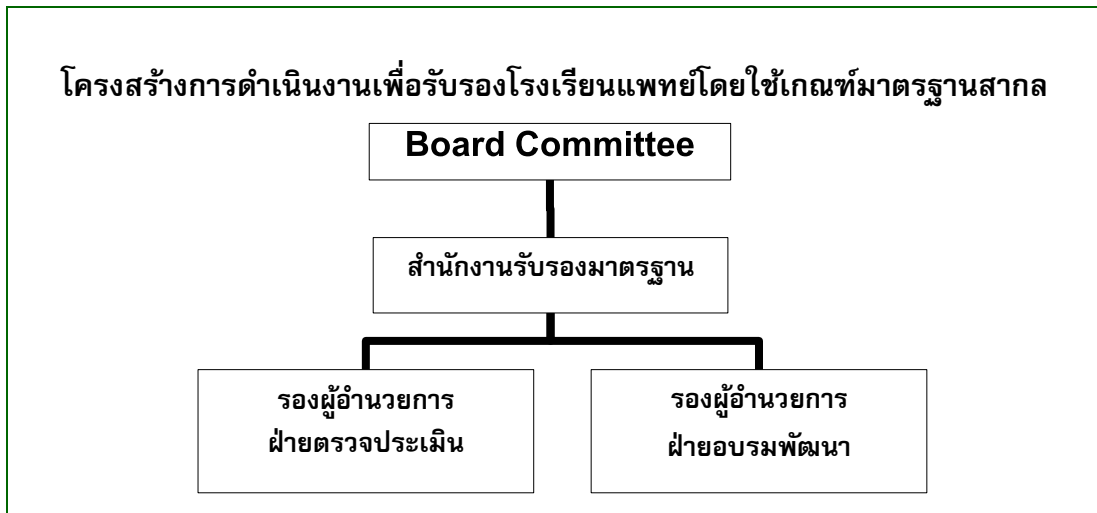 โครงสร้างการดำเนินงานเพื่อรับรองโรงเรียนแพทย์โดยใช้เกณฑ์มาตรฐานสากล
Board Committee
สำนักงานรับรองมาตรฐาน
รองผู้อำนวยการ
ฝ่ายตรวจประเมิน
รองผู้อำนวยการ
ฝ่ายอบรมพัฒนา